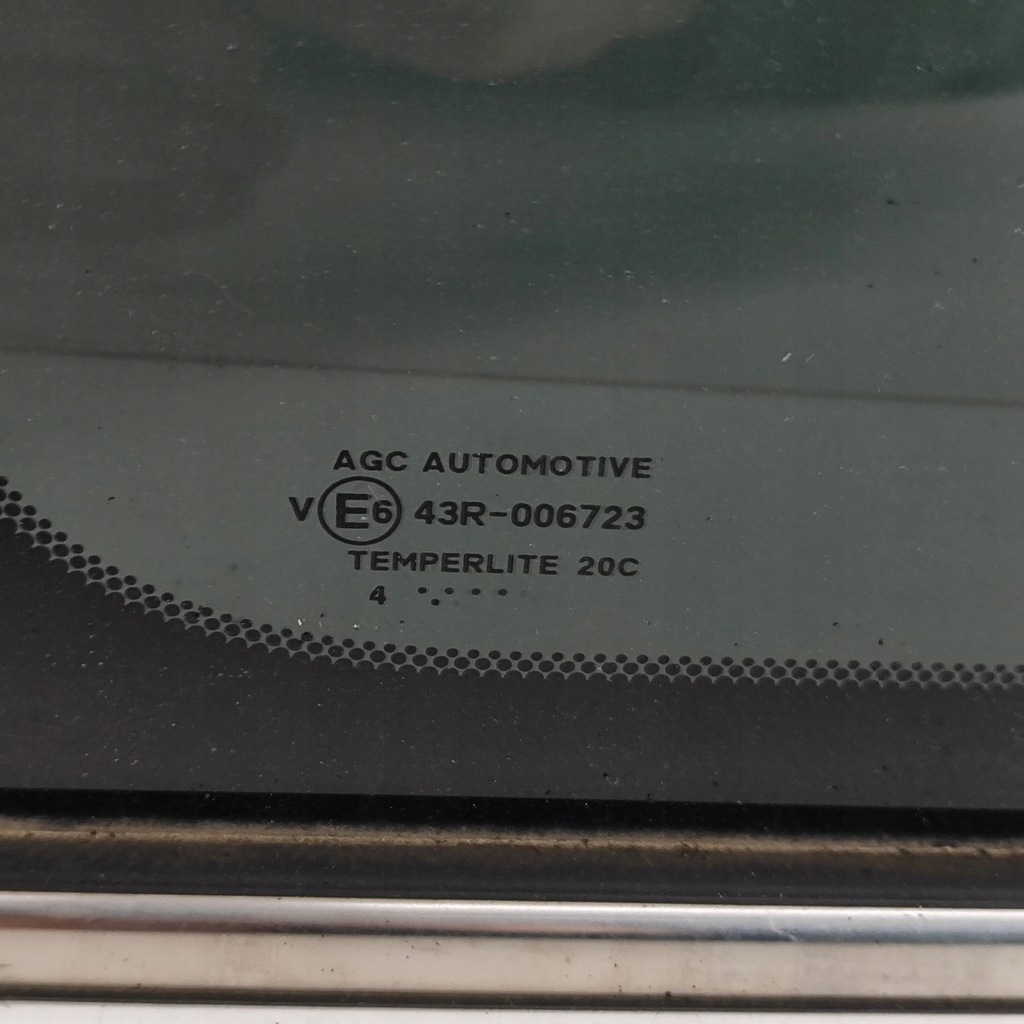 AGC AUTOMOTIVE
V E6 43R-006723
TEMPERLITE 20C
4